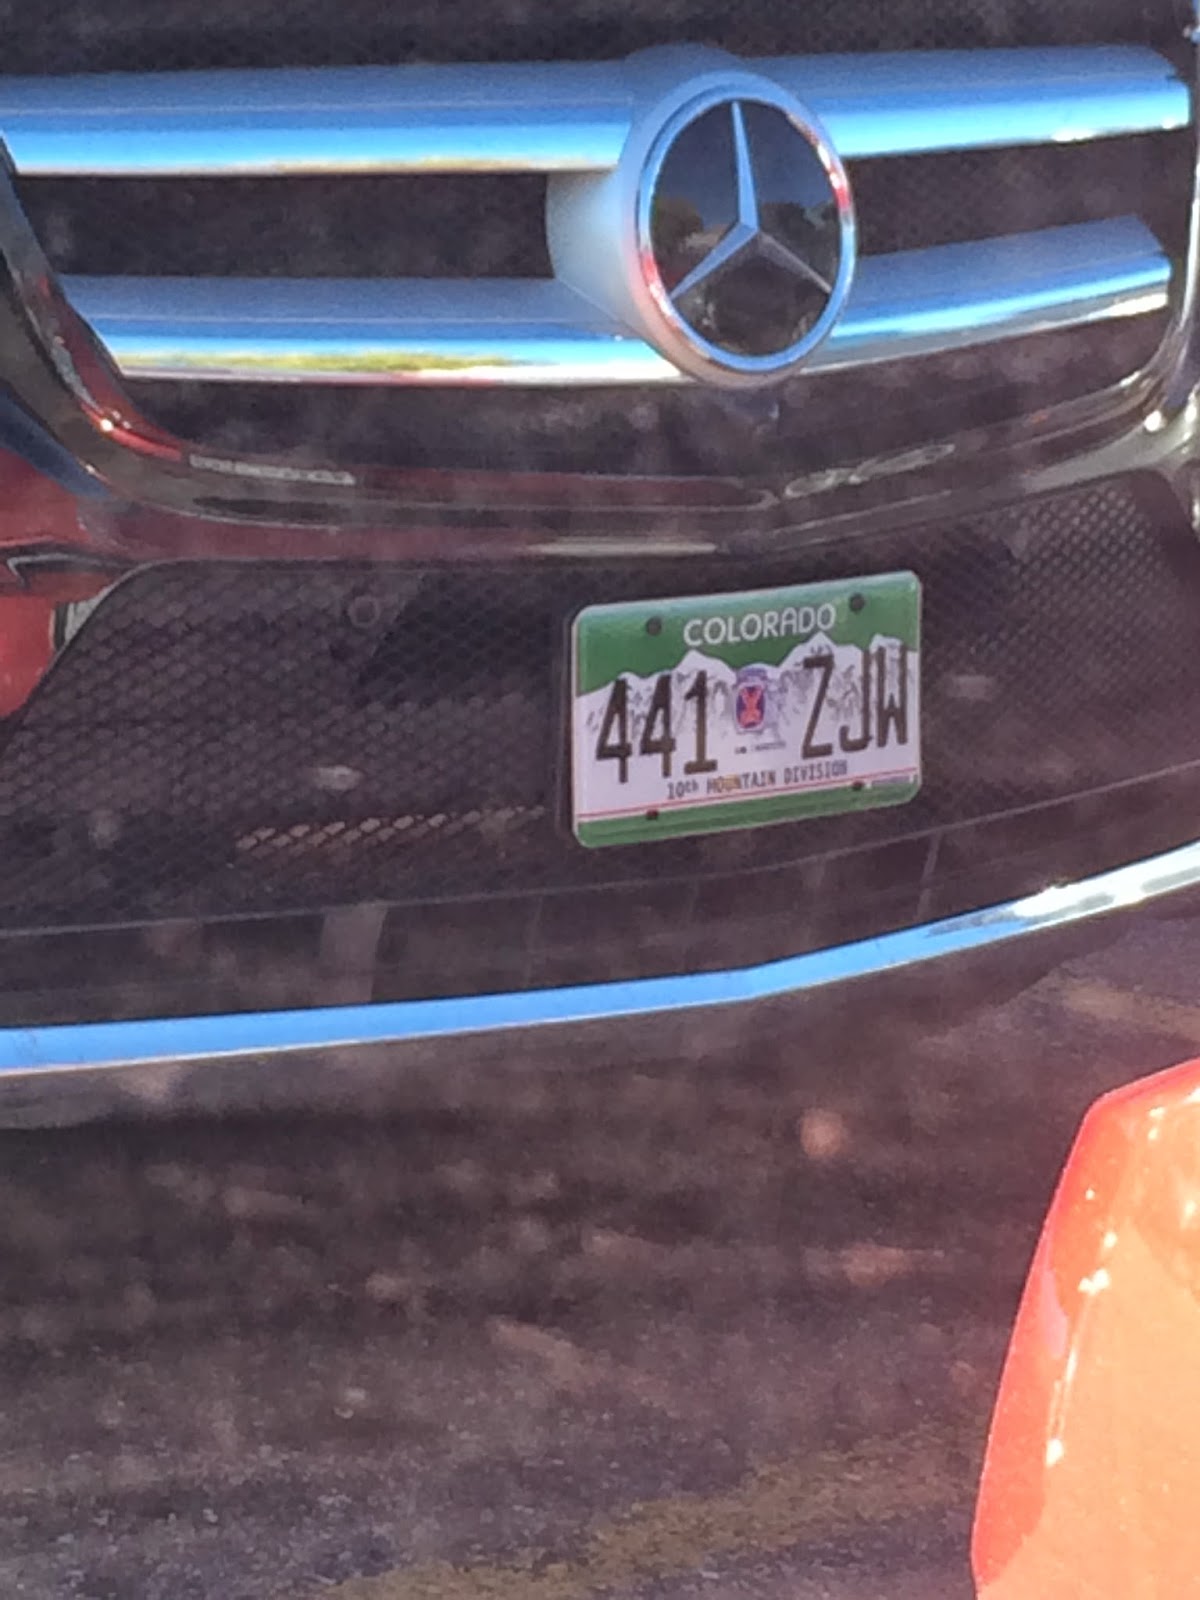 COLORADO
441 ZJW
10th MOUNTAIN DIVISION